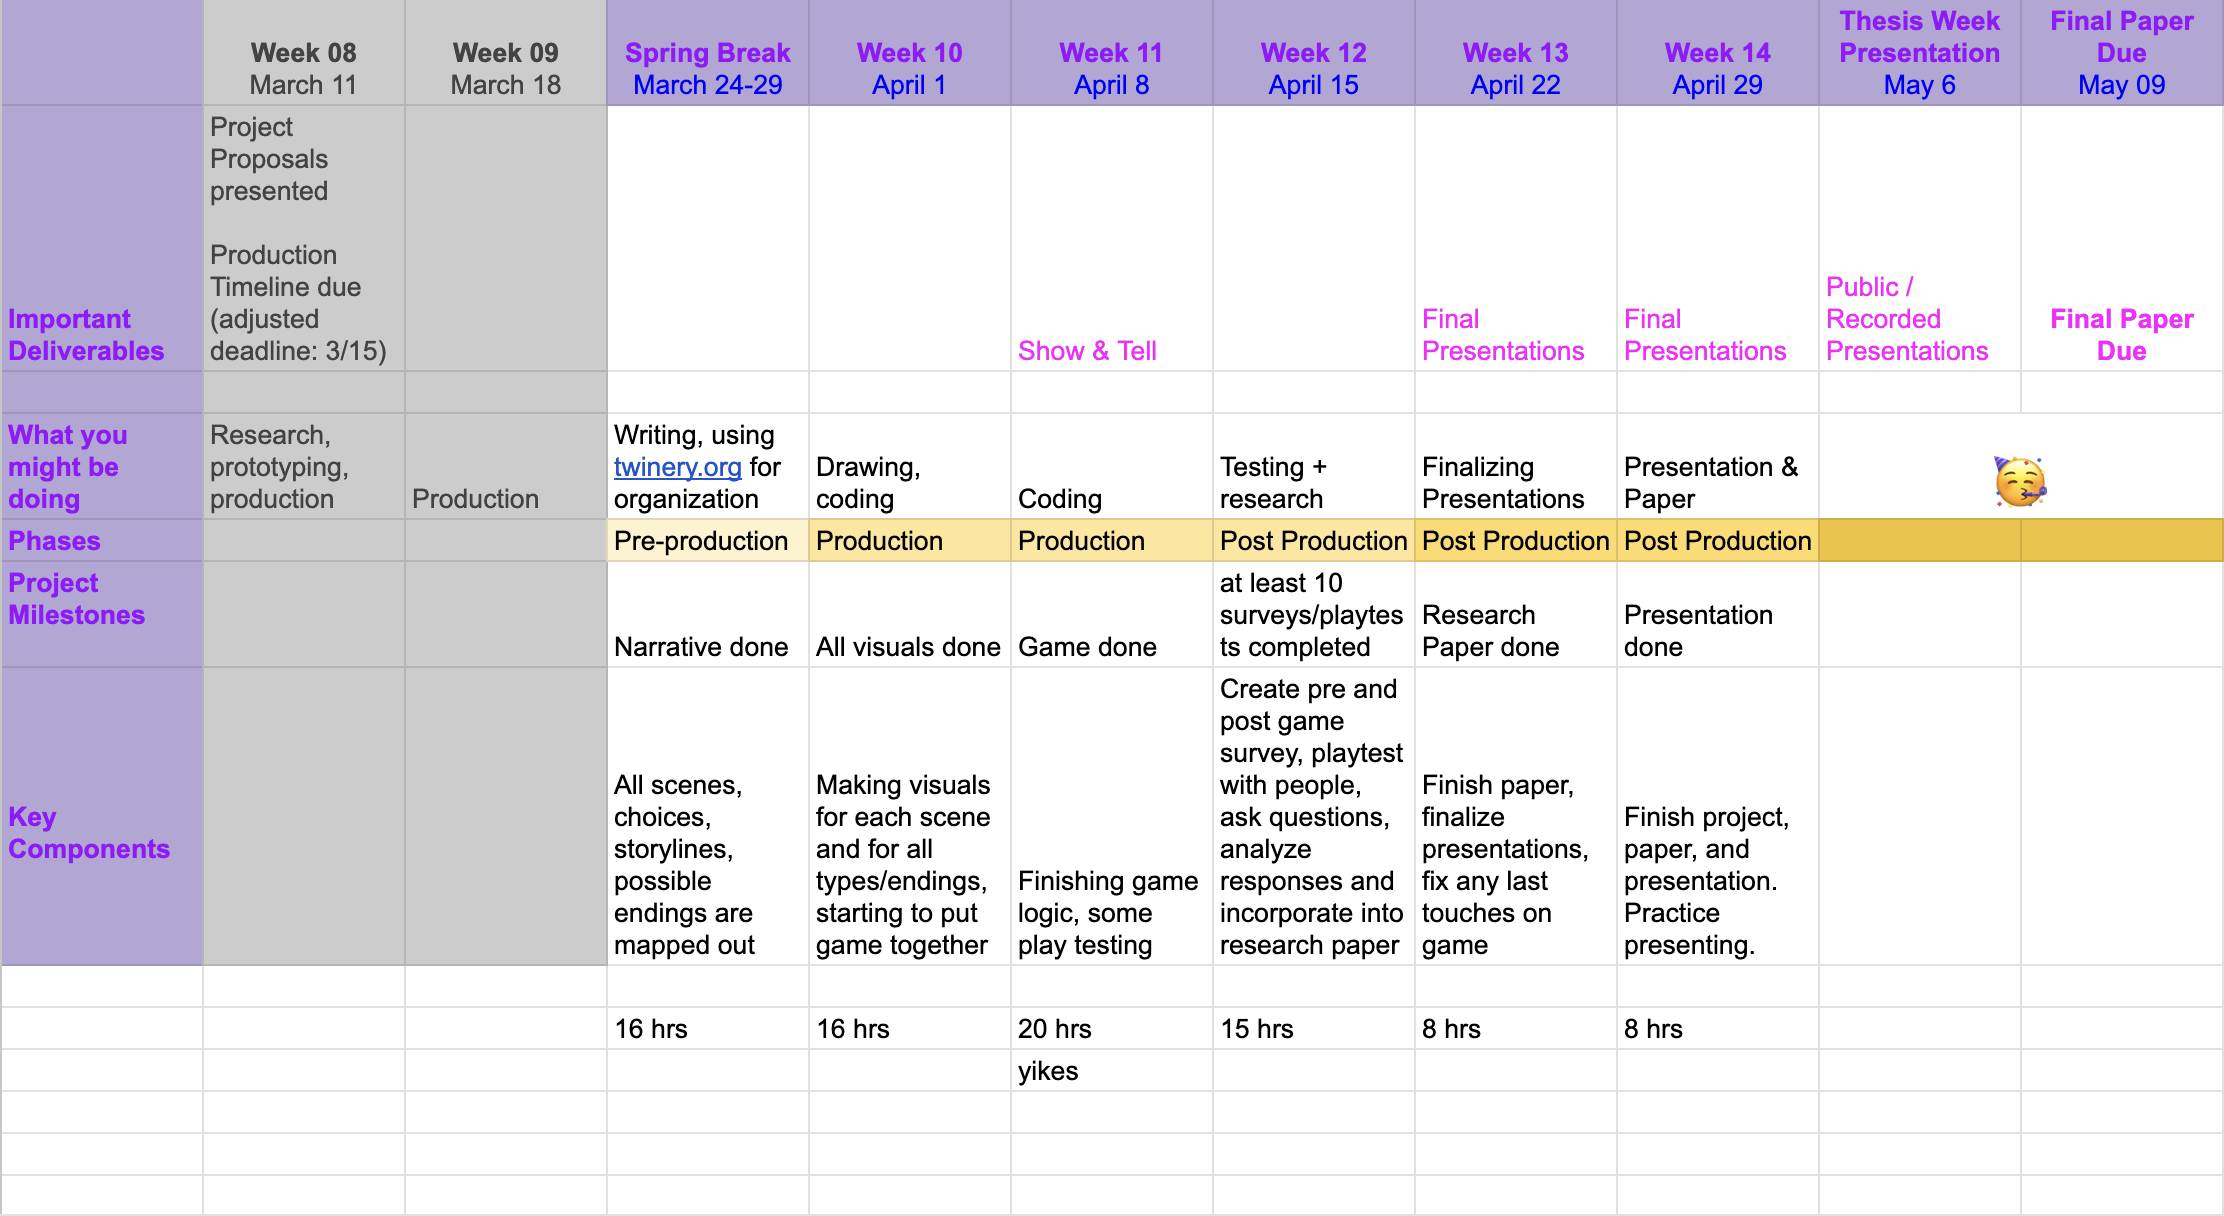 Week 08
March 11
Week 09
March 18
Spring Break
March 24-29
Week 10
April 1
Week 11
April 8
Week 12
April 15
Week 13
April 22
Week 14
April 29
Thesis Week
Presentation
May 6
Final Paper
Due
May 09
Important
Deliverables
Project
Proposals
presented
Production
Timeline due
(adjusted
deadline: 3/15)
Show & Tell
Final
Presentations
Final
Presentations
Public /
Recorded
Presentations
Final Paper
Due
What you
might be
doing
Research,
prototyping,
production
Production
Writing, using
twinery.org for
organization
Drawing,
coding
Coding
Testing +
research
Finalizing
Presentations
Presentation &
Paper
🥳
Phases
Pre-production
Production
Production
Post Production
Post Production
Post Production
Project
Milestones
Narrative done
All visuals done
Game done
at least 10
surveys/playtes
ts completed
Research
Paper done
Presentation
done
Key
Components
All scenes,
choices,
storylines,
possible
endings are
mapped out
Making visuals
for each scene
and for all
types/endings,
starting to put
game together
Finishing game
logic, some
play testing
Create pre and
post game
survey, playtest
with people,
ask questions,
analyze
responses and
incorporate into
research paper
Finish paper,
finalize
presentations,
fix any last
touches on
game
Finish project,
paper, and
presentation.
Practice
presenting.
16 hrs
16 hrs
20 hrs
15 hrs
8 hrs
8 hrs
yikes